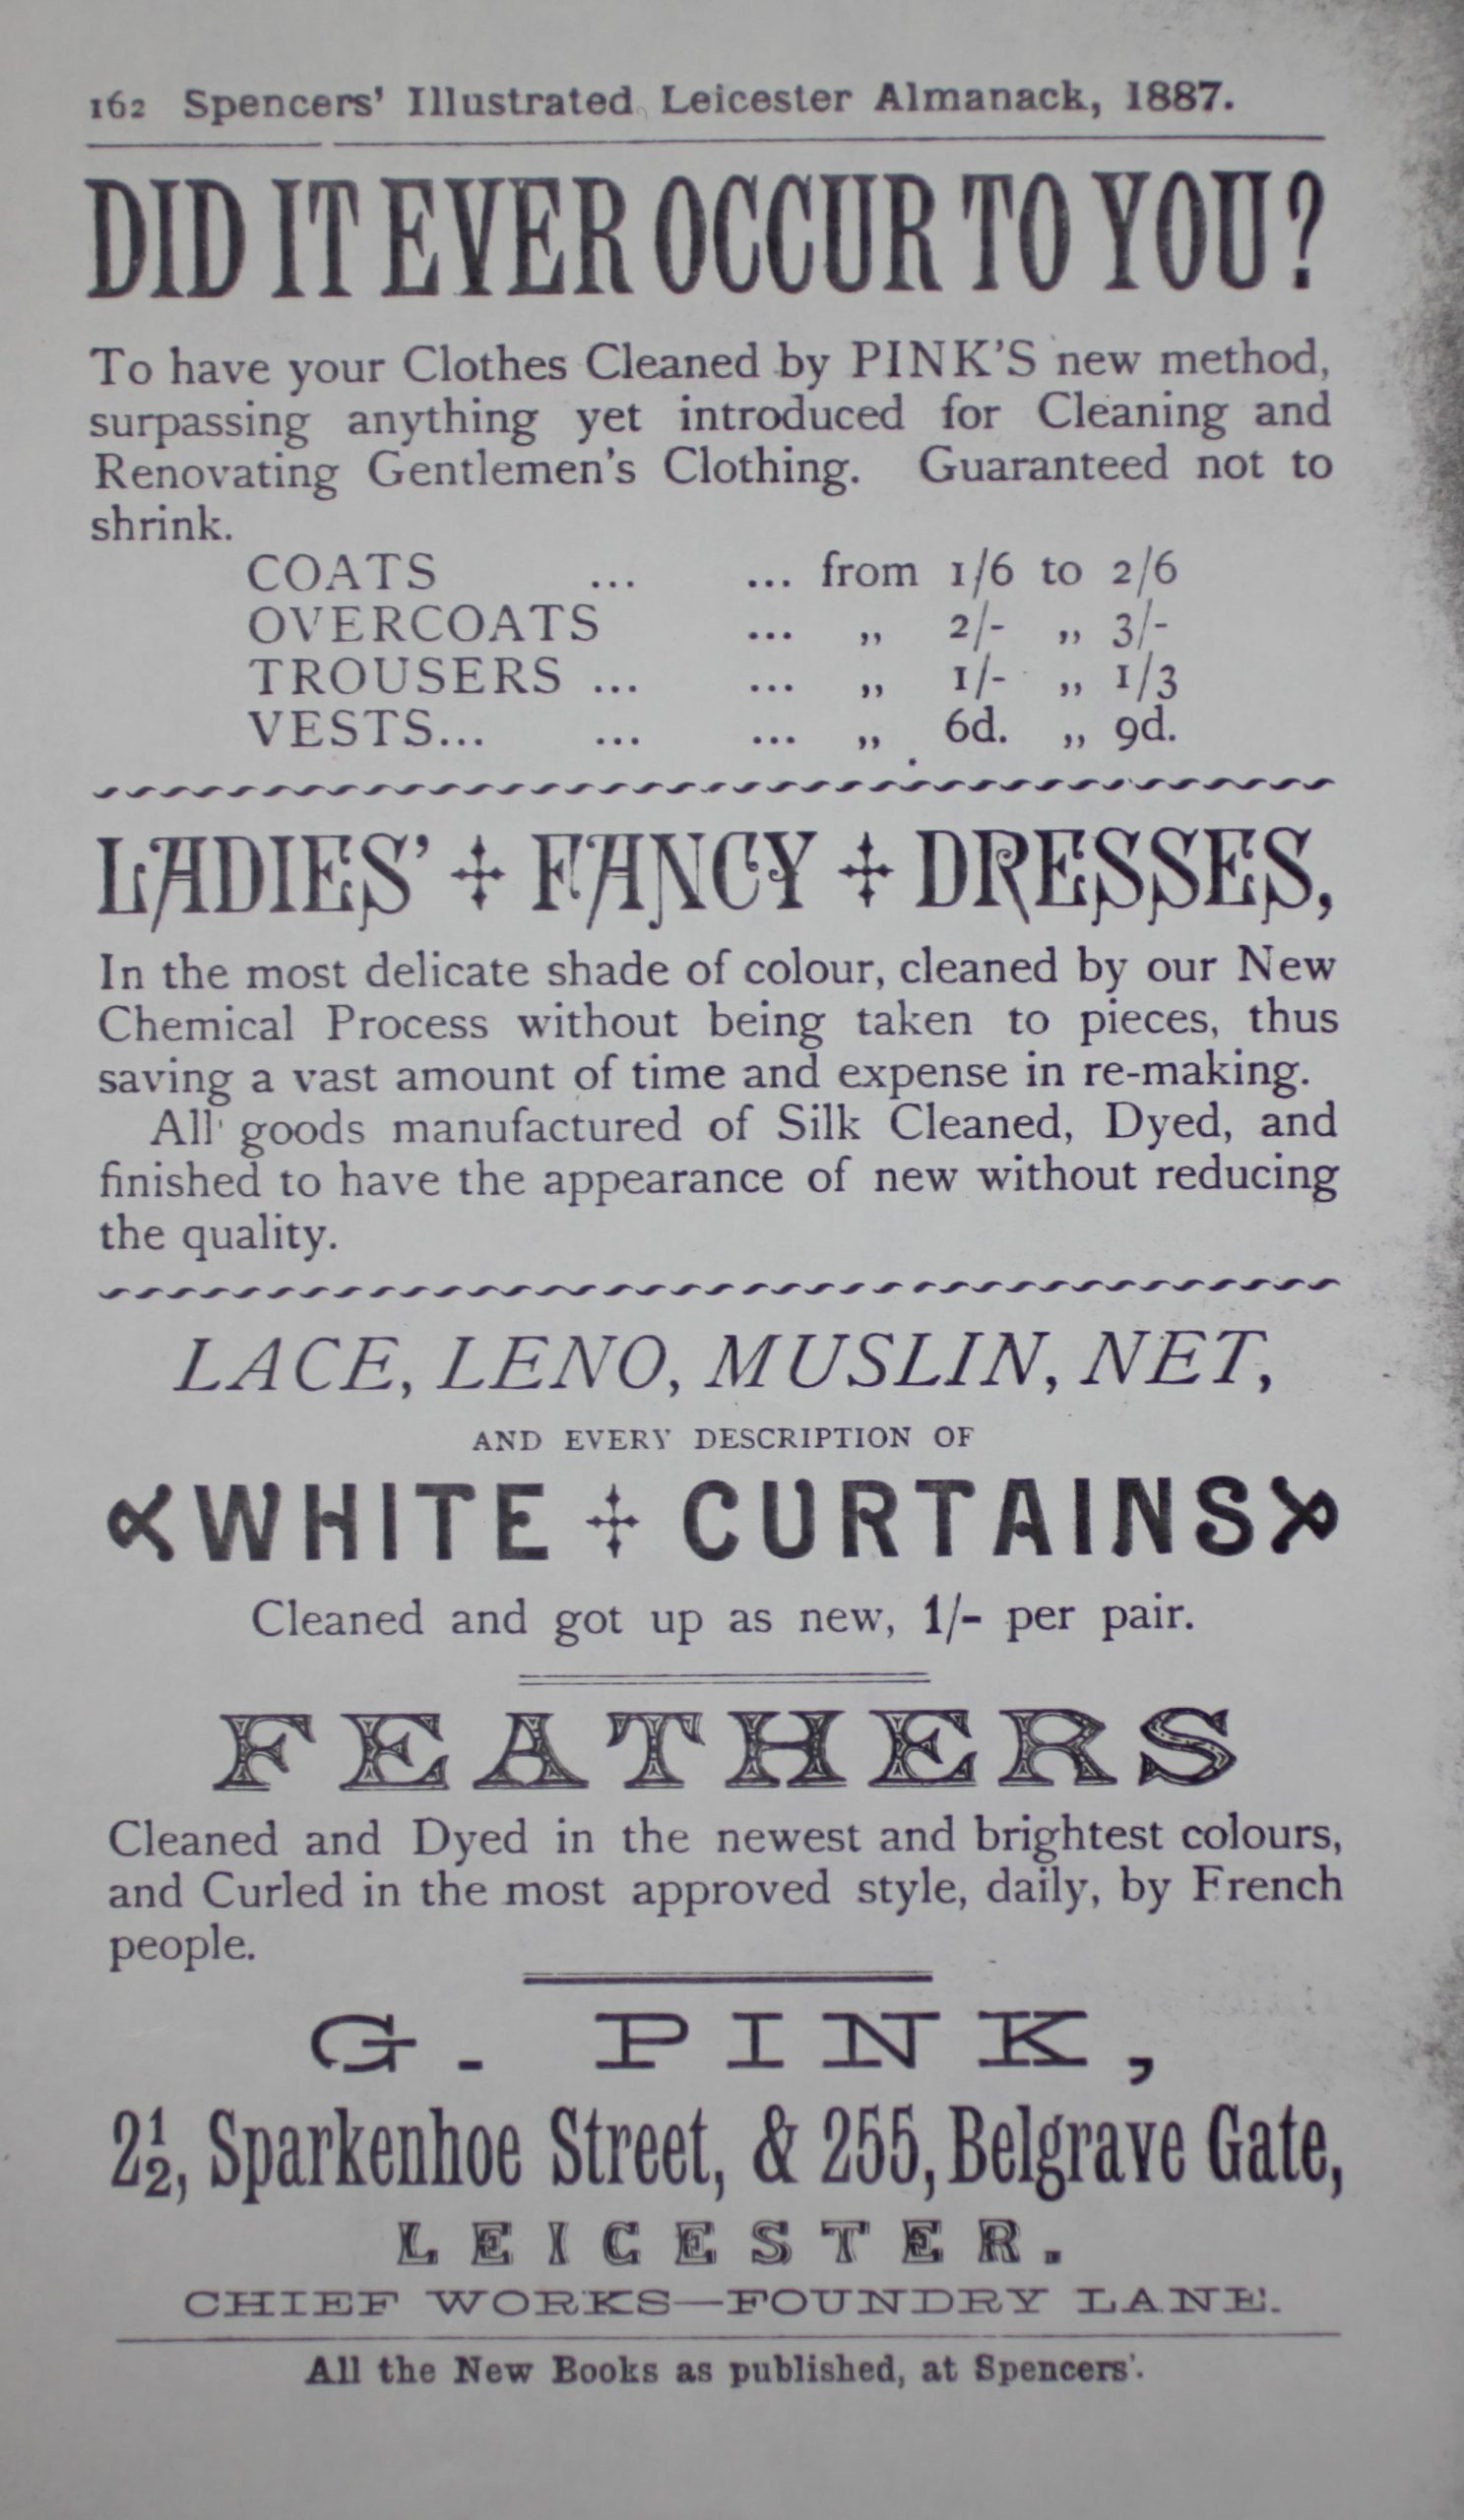 162 Spencers' Illustrated Leicester Almanack, 1887.
DID IT EVER OCCUR TO YOU?
To have your Clothes Cleaned by PINK'S new method,
surpassing anything yet introduced for Cleaning and
Renovating Gentlemen's Clothing. Guaranteed not to
shrink.
COATS ... ... from 1/6 to 2/6
OVERCOATS ... „ 2/- „ 3/-
TROUSERS ... ... „ 1/- „ 1/3
VESTS... ... ... „ 6d. „ 9d.
LADIES' FANCY DRESSES,
In the most delicate shade of colour, cleaned by our New
Chemical Process without being taken to pieces, thus
saving a vast amount of time and expense in re-making.
All goods manufactured of Silk Cleaned, Dyed, and
finished to have the appearance of new without reducing
the quality.
LACE, LENO, MUSLIN, NET,
AND EVERY DESCRIPTION OF
WHITE CURTAINS
Cleaned and got up as new, 1/- per pair.
FEATHERS
Cleaned and Dyed in the newest and brightest colours,
and Curled in the most approved style, daily, by French
people.
G. PINK,
2½, Sparkenhoe Street, & 255, Belgrave Gate,
LEICESTER.
CHIEF WORKS—FOUNDRY LANE.
All the New Books as published, at Spencers'.